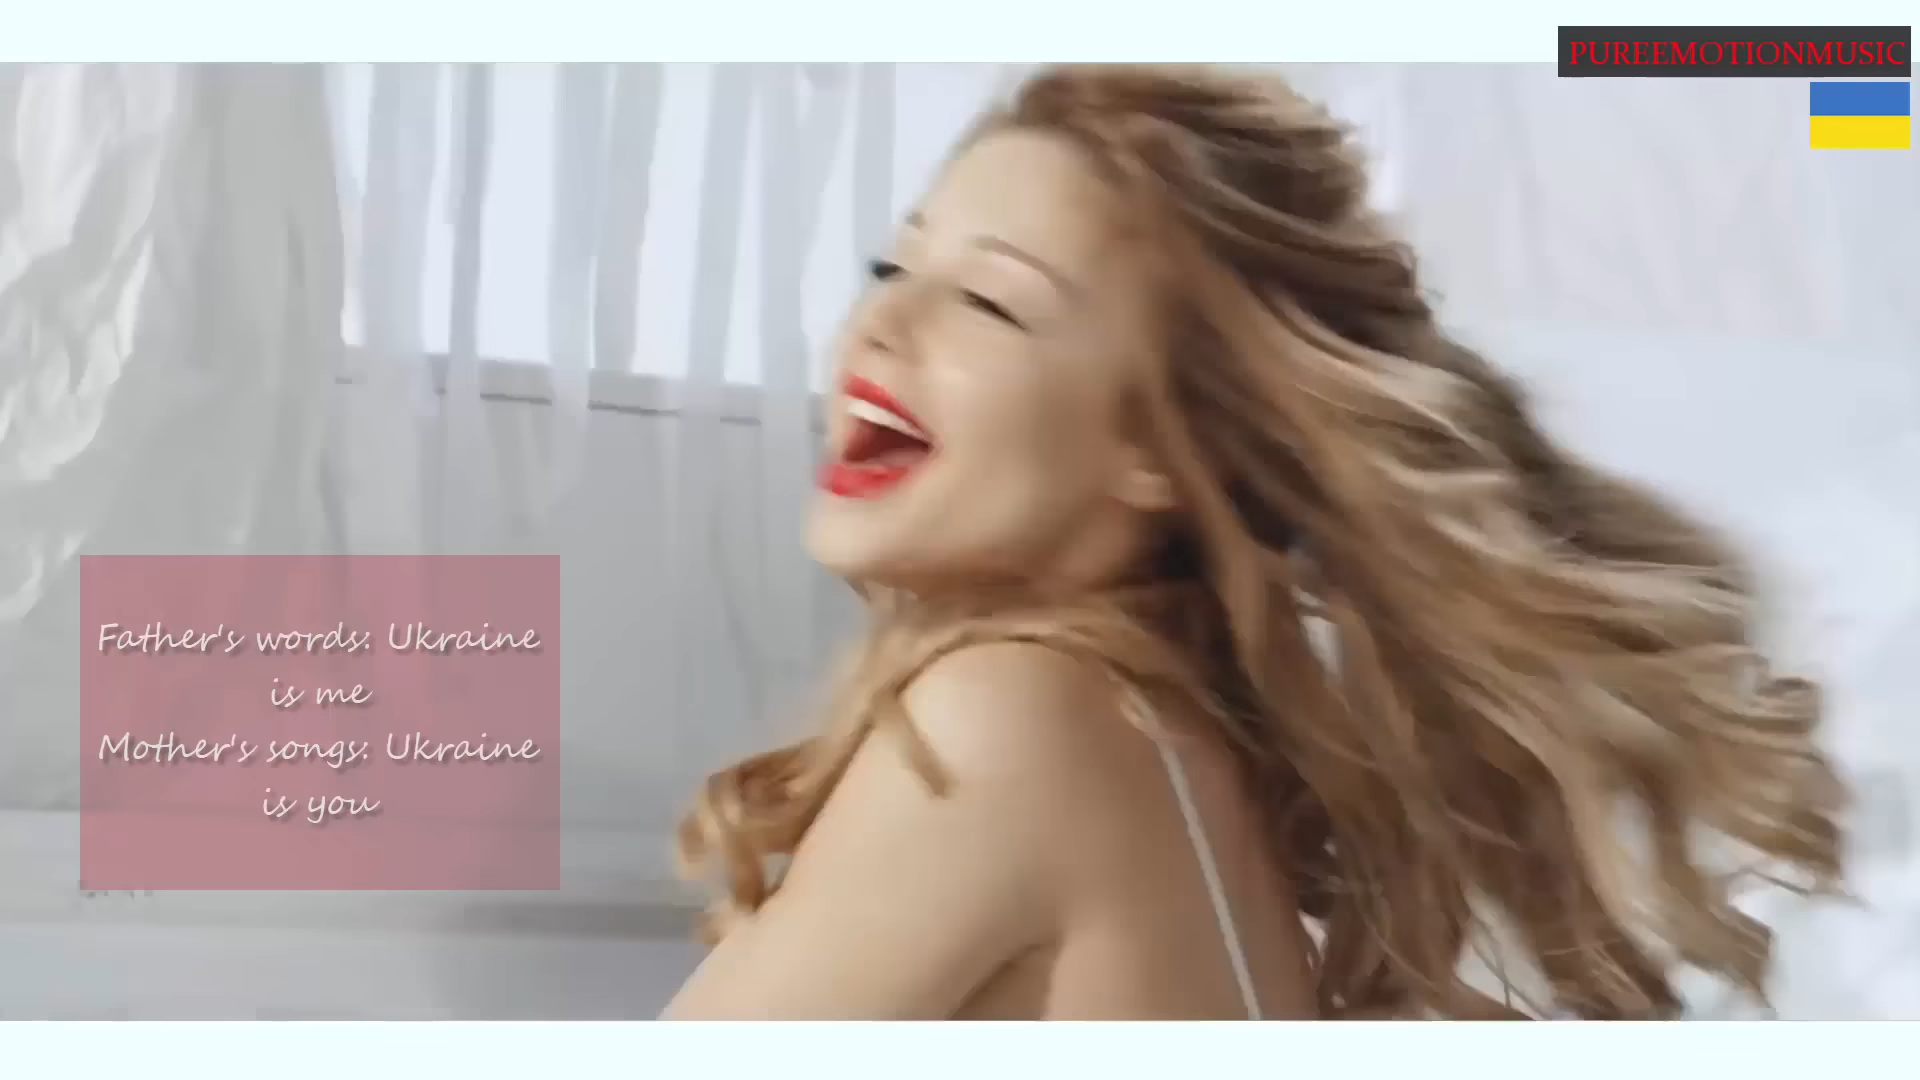 PUREEMOTIONMUSIC
Father's words: Ukraine
is me
Mother's songs: Ukraine
is you